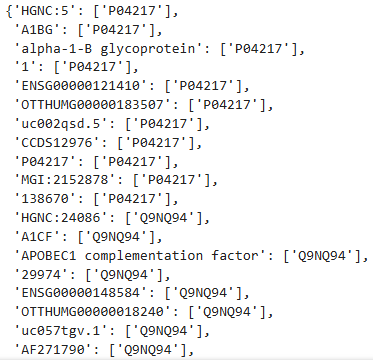 {'HGNC:5': ['P04217'],
'A1BG': ['P04217'],
'alpha-1-B glycoprotein': ['P04217'],
'1': ['P04217'],
'ENSG00000121410': ['P04217'],
'OTTHUMG00000183507': ['P04217'],
'uc002qsd.5': ['P04217'],
'CCDS12976': ['P04217'],
'P04217': ['P04217'],
'MGI:2152878': ['P04217'],
'138670': ['P04217'],
'HGNC:24086': ['Q9NQ94'],
'A1CF': ['Q9NQ94'],
'APOBEC1 complementation factor': ['Q9NQ94'],
'29974': ['Q9NQ94'],
'ENSG00000148584': ['Q9NQ94'],
'OTTHUMG00000018240': ['Q9NQ94'],
'uc057tgv.1': ['Q9NQ94'],
'AF271790': ['Q9NQ94'],